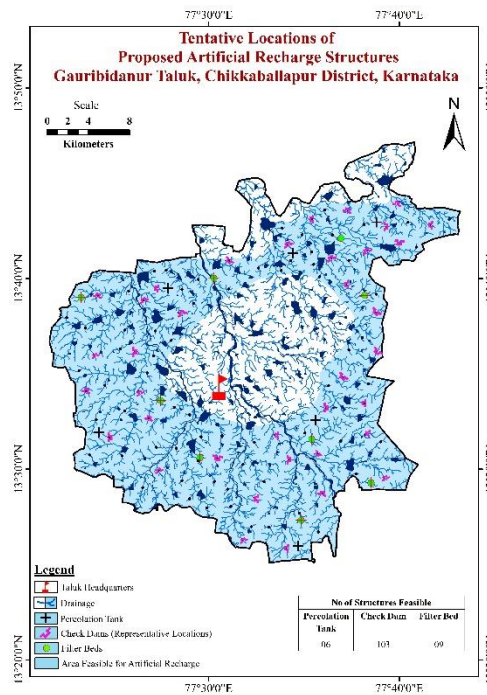 77°30'0"E
77°40'0"E
Tentative Locations of
Proposed Artificial Recharge Structures
Gauribidanur Taluk, Chikkaballapur District, Karnataka
13°50'0"N
Scale
0 2 4 8
Kilometers
N
13°40'0"N
13°30'0"N
13°20'0"N
Legend
Taluk Headquarters
Drainage
Percolation Tank
Check Dams (Representative Locations)
Filter Beds
Area Feasible for Artificial Recharge
No of Structures Feasible
Percolation Tank
Check Dam
Filter Bed
06
103
09
77°30'0"E
77°40'0"E